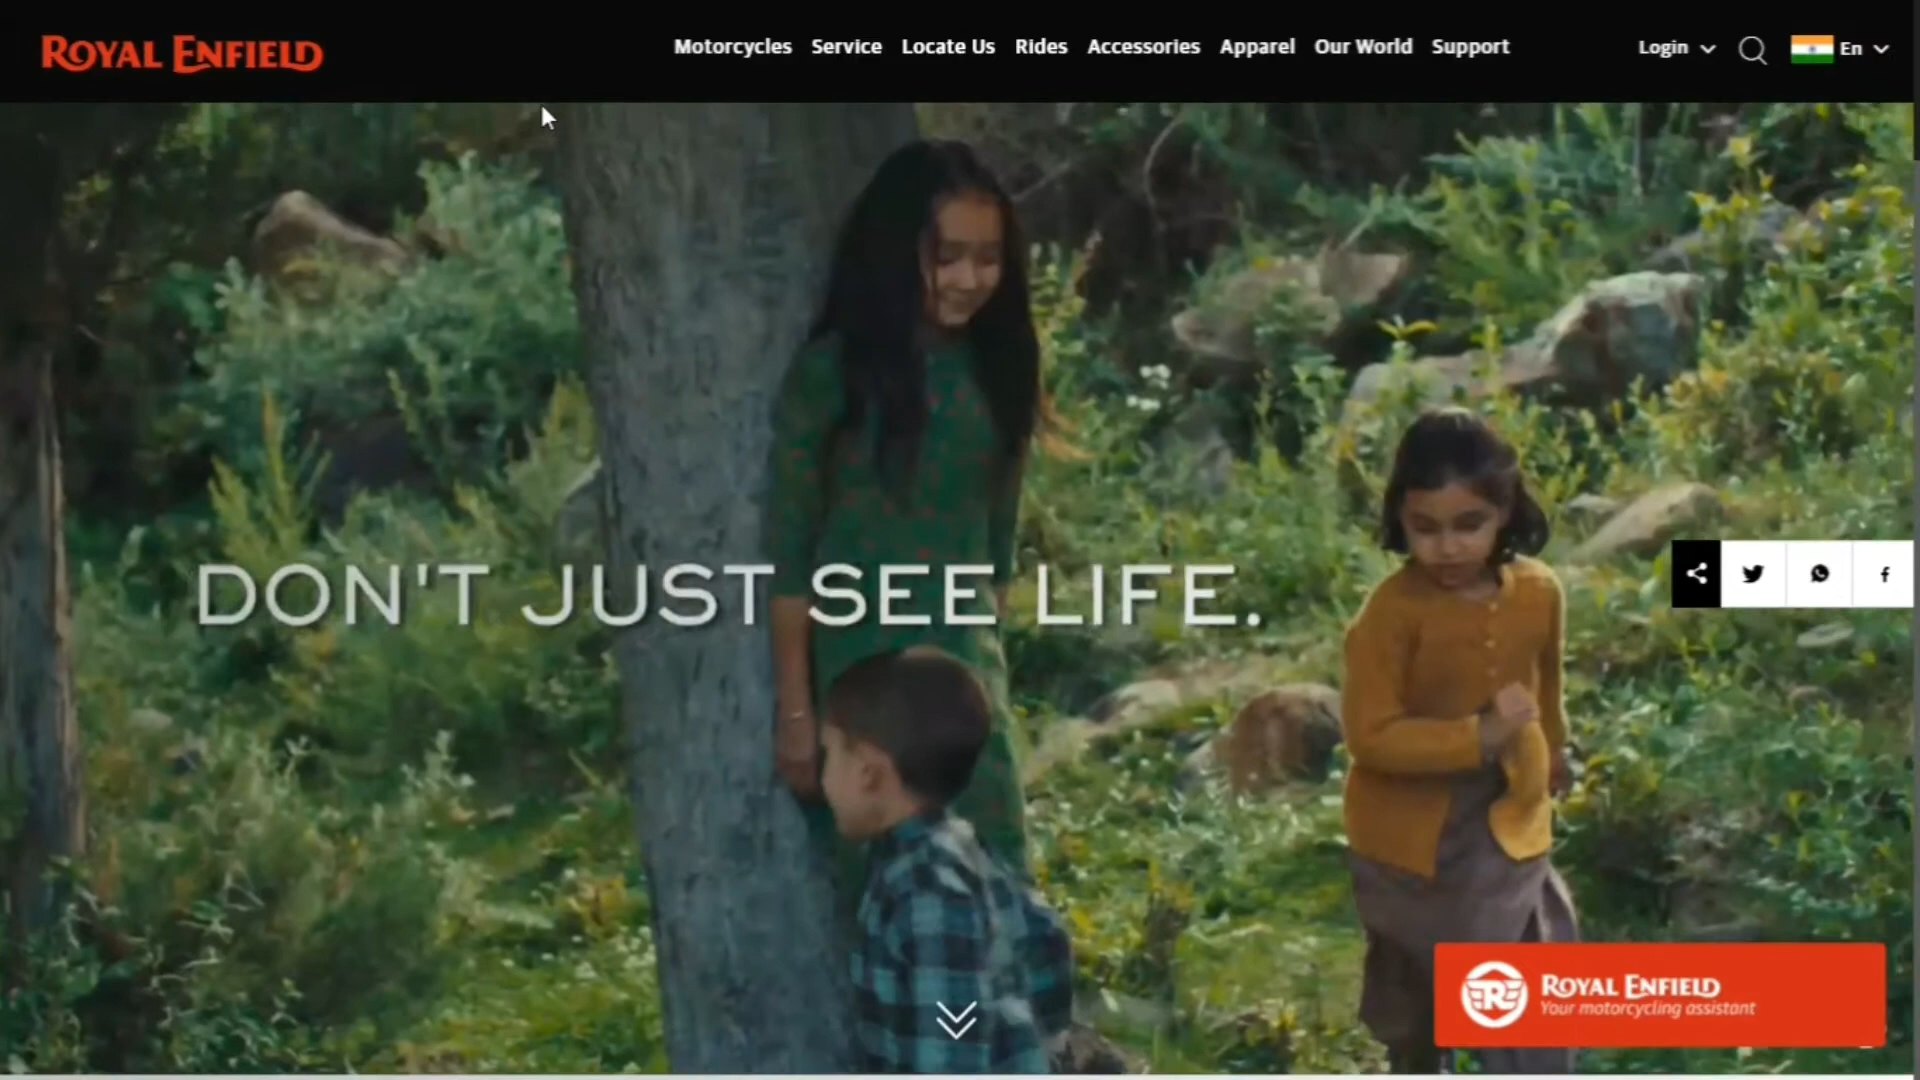 ROYAL ENFIELD
Motorcycles Service Locate Us Rides Accessories Apparel Our World Support
Login
En
DON'T JUST SEE LIFE.
ROYAL ENFIELD
Your motorcycling assistant